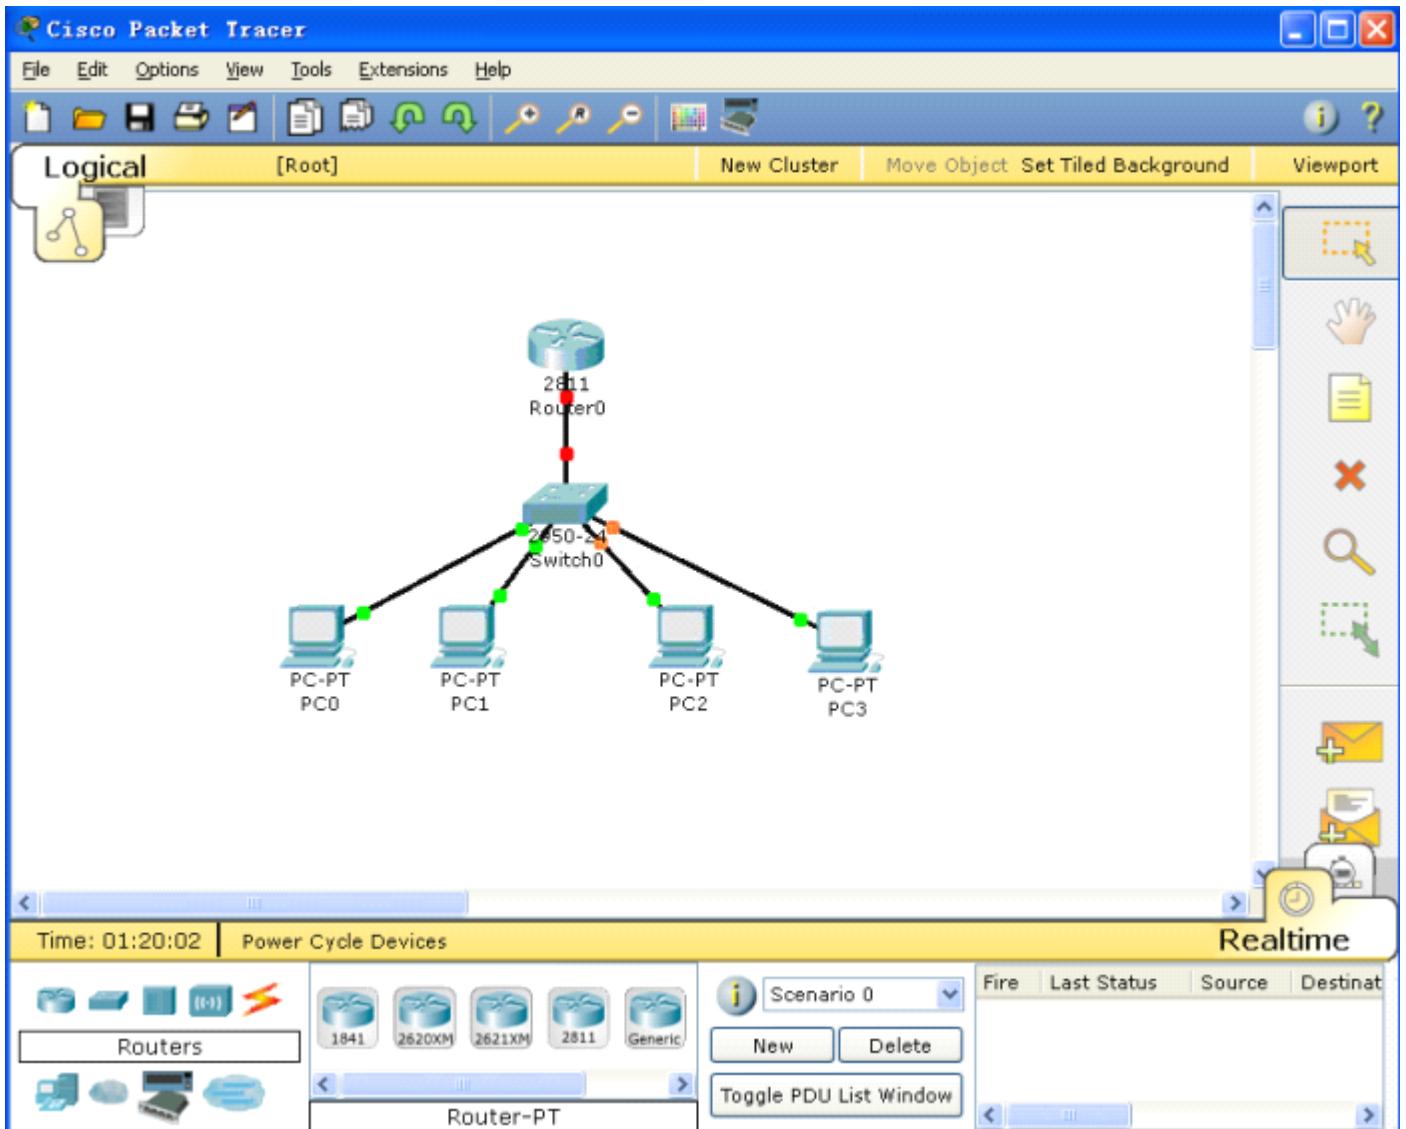 Cisco Packet Tracer
File Edit Options View Tools Extensions Help
Logical [Root] New Cluster Move Object Set Tiled Background Viewport
2811
Router0
2950-24
Switch0
PC-PT PC-PT PC-PT PC-PT
PC0 PC1 PC2 PC3
Time: 01:20:02 Power Cycle Devices Realtime
Fire Last Status Source Destinat
Scenario 0
1841 2620XM 2621XM 2811 Generic
Routers New Delete
Toggle PDU List Window
Router-PT